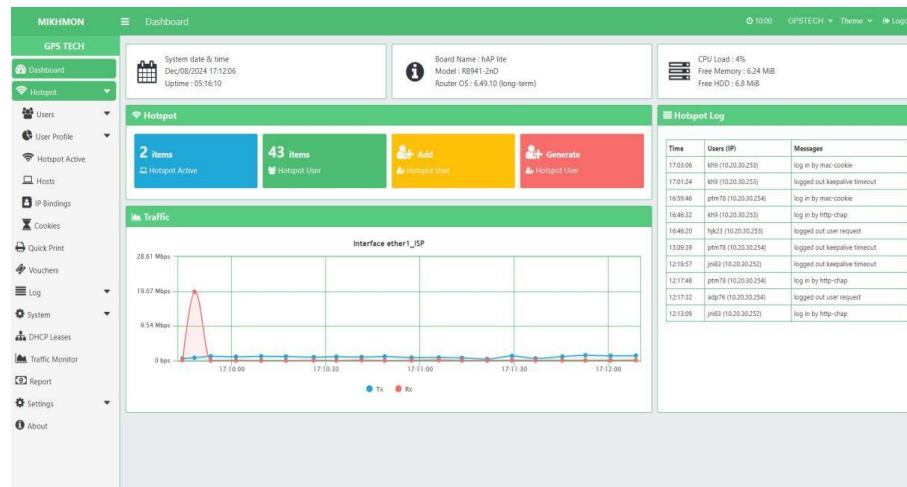 MIKHMON
Dashboard
10:00 GPSTECH Theme Logo
GPS TECH
Dashboard
Hotspot
Users
User Profile
Hotspot Active
Hosts
IP Bindings
Cookies
Quick Print
Vouchers
Log
System
DHCP Leases
Traffic Monitor
Report
Settings
About
System date & time
Dec/08/2024 17:12:06
Uptime : 05:16:10
Board Name : hAP lite
Model : RB941-2nD
Router OS : 6.49.10 (long-term)
CPU Load : 4%
Free Memory : 6.24 MiB
Free HDD : 6.8 MiB
Hotspot
2 items
Hotspot Active
43 items
Hotspot User
Add
Hotspot User
Generate
Hotspot User
Traffic
Interface ether1_ISP
28.61 Mbps
19.07 Mbps
9.54 Mbps
0 bps
17:10:00 17:10:30 17:11:00 17:11:30 17:12:00
Tx Rx
Hotspot Log
Time Users (IP) Messages
17:03:06 kh9 (10.20.30.253) log in by mac-cookie
17:01:24 kh9 (10.20.30.253) logged out keepalive timeout
16:59:46 ptm78 (10.20.30.254) log in by mac-cookie
16:46:32 kh9 (10.20.30.253) log in by http-chap
16:46:20 hjk23 (10.20.30.253) logged out user request
13:09:39 ptm78 (10.20.30.254) logged out keepalive timeout
12:18:57 jni83 (10.20.30.252) logged out keepalive timeout
12:17:48 ptm78 (10.20.30.254) log in by http-chap
12:17:32 adp76 (10.20.30.254) logged out user request
12:13:09 jni83 (10.20.30.252) log in by http-chap